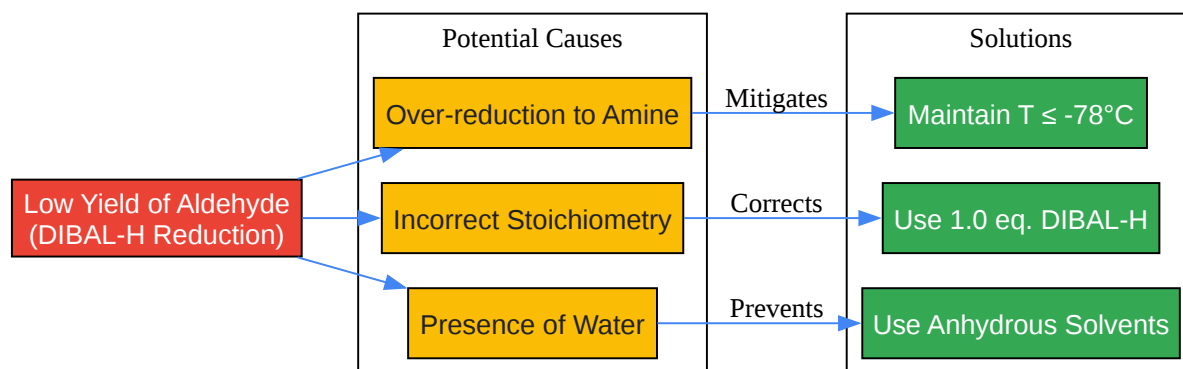 Potential Causes
Solutions
Over-reduction to Amine
Mitigates
Maintain T ≤ -78°C
Low Yield of Aldehyde
(DIBAL-H Reduction)
Incorrect Stoichiometry
Corrects
Use 1.0 eq. DIBAL-H
Presence of Water
Prevents
Use Anhydrous Solvents